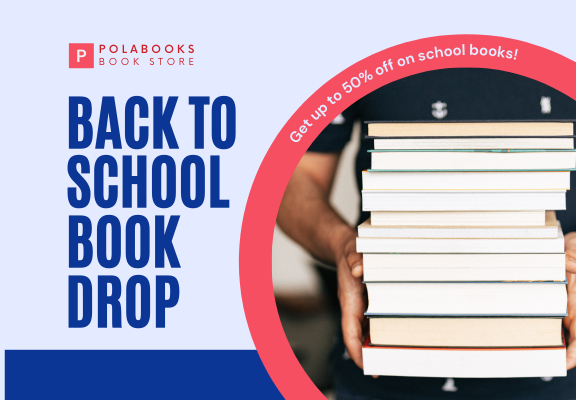 P
POLABOOKS
BOOK STORE
Get up to 50% off on school books!
BACK TO
SCHOOL
BOOK
DROP